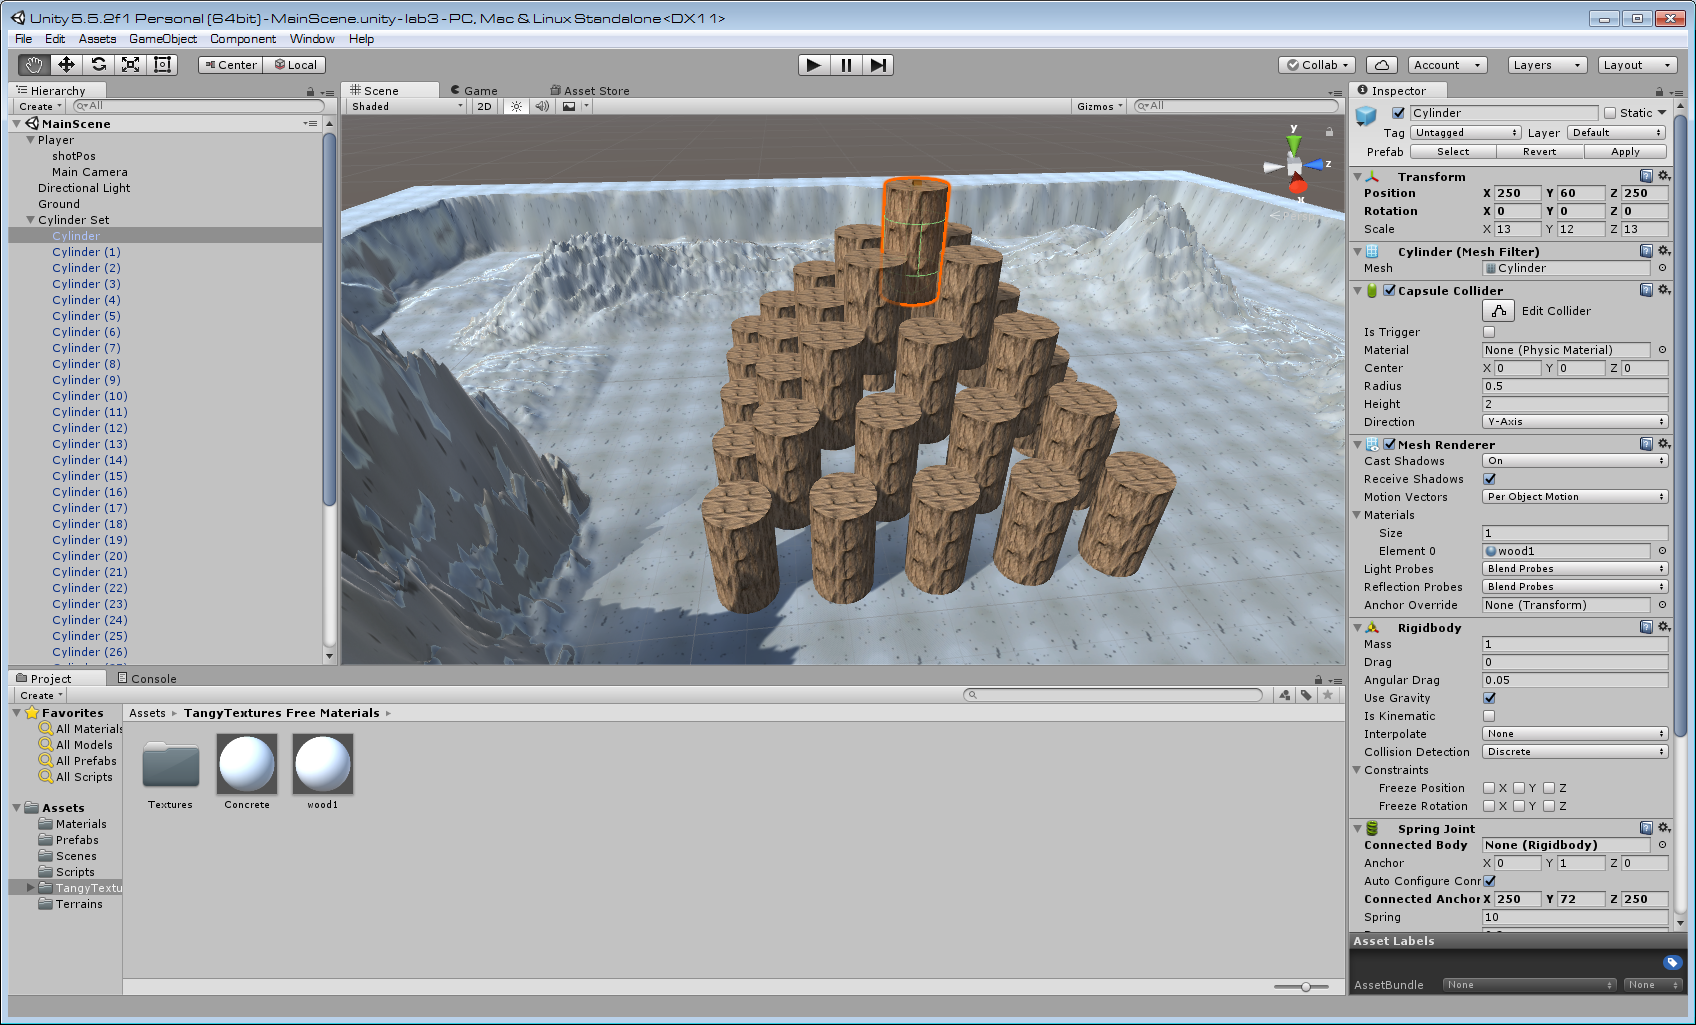 Unity 5.5.2f1 Personal (64bit) - MainScene.unity - lab3 - PC, Mac & Linux Standalone <DX11>
File Edit Assets GameObject Component Window Help
Center Local Collab Account Layers Layout
Hierarchy
Create All
MainScene
Player
shotPos
Main Camera
Directional Light
Ground
Cylinder Set
Cylinder
Cylinder (1)
Cylinder (2)
Cylinder (3)
Cylinder (4)
Cylinder (5)
Cylinder (6)
Cylinder (7)
Cylinder (8)
Cylinder (9)
Cylinder (10)
Cylinder (11)
Cylinder (12)
Cylinder (13)
Cylinder (14)
Cylinder (15)
Cylinder (16)
Cylinder (17)
Cylinder (18)
Cylinder (19)
Cylinder (20)
Cylinder (21)
Cylinder (22)
Cylinder (23)
Cylinder (24)
Cylinder (25)
Cylinder (26)
Scene Game Asset Store
Shaded 2D Gizmos All
y
z
x
Persp
Inspector
Cylinder Static
Tag Untagged Layer Default
Prefab Select Revert Apply
Transform
Position X 250 Y 60 Z 250
Rotation X 0 Y 0 Z 0
Scale X 13 Y 12 Z 13
Cylinder (Mesh Filter)
Mesh Cylinder
Capsule Collider
Edit Collider
Is Trigger
Material None (Physic Material)
Center X 0 Y 0 Z 0
Radius 0.5
Height 2
Direction Y-Axis
Mesh Renderer
Cast Shadows On
Receive Shadows
Motion Vectors Per Object Motion
Materials
Size 1
Element 0 wood1
Light Probes Blend Probes
Reflection Probes Blend Probes
Anchor Override None (Transform)
Rigidbody
Mass 1
Drag 0
Angular Drag 0.05
Use Gravity
Is Kinematic
Interpolate None
Collision Detection Discrete
Constraints
Freeze Position X Y Z
Freeze Rotation X Y Z
Spring Joint
Connected Body None (Rigidbody)
Anchor X 0 Y 1 Z 0
Auto Configure Conr
Connected Anchor X 250 Y 72 Z 250
Spring 10
Asset Labels
AssetBundle None None
Project Console
Create
Favorites
All Materials
All Models
All Prefabs
All Scripts
Assets
Materials
Prefabs
Scenes
Scripts
TangyTextu
Terrains
Assets TangyTextures Free Materials
Textures Concrete wood1